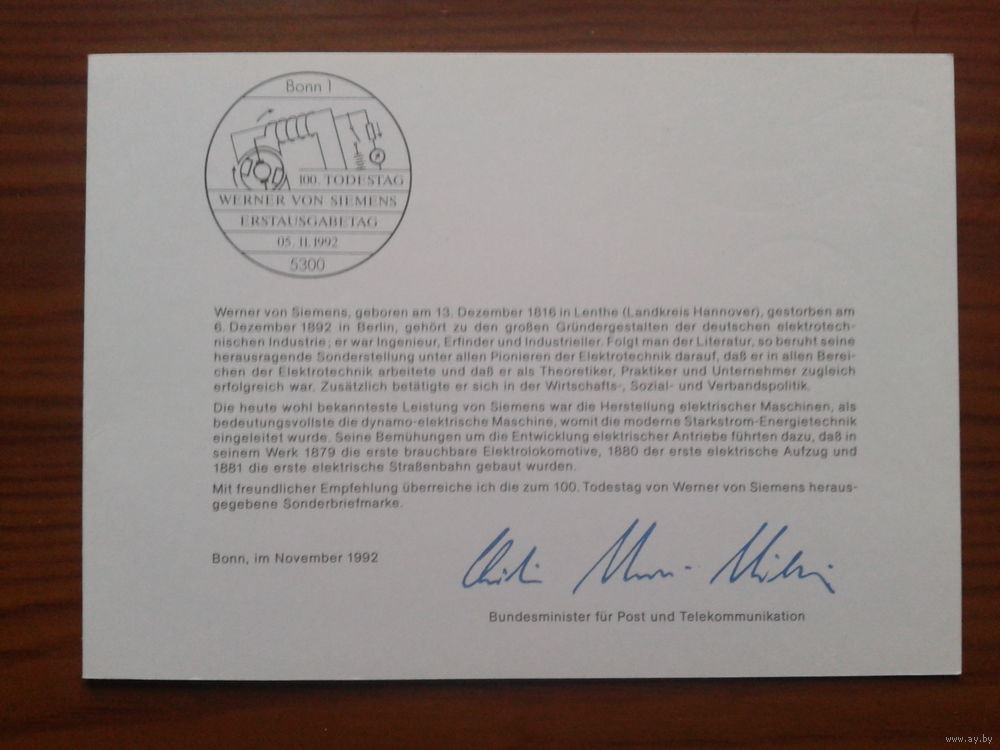 Bonn 1
100. TODESTAG
WERNER VON SIEMENS
ERSTAUSGABETAG
05.11.1992
5300
Werner von Siemens, geboren am 13. Dezember 1816 in Lenthe (Landkreis Hannover), gestorben am
6. Dezember 1892 in Berlin, gehört zu den großen Gründergestalten der deutschen elektrotech-
nischen Industrie; er war Ingenieur, Erfinder und Industrieller. Folgt man der Literatur, so beruht seine
herausragende Sonderstellung unter allen Pionieren der Elektrotechnik darauf, daß er in allen Berei-
chen der Elektrotechnik arbeitete und daß er als Theoretiker, Praktiker und Unternehmer zugleich
erfolgreich war. Zusätzlich betätigte er sich in der Wirtschafts-, Sozial- und Verbandspolitik.
Die heute wohl bekannteste Leistung von Siemens war die Herstellung elektrischer Maschinen, als
bedeutungsvollste die dynamo-elektrische Maschine, womit die moderne Starkstrom-Energietechnik
eingeleitet wurde. Seine Bemühungen um die Entwicklung elektrischer Antriebe führten dazu, daß in
seinem Werk 1879 die erste brauchbare Elektrolokomotive, 1880 der erste elektrische Aufzug und
1881 die erste elektrische Straßenbahn gebaut wurden.
Mit freundlicher Empfehlung überreiche ich die zum 100. Todestag von Werner von Siemens heraus-
gegebene Sonderbriefmarke.
Bonn, im November 1992
Bundesminister für Post und Telekommunikation
www.ay.by